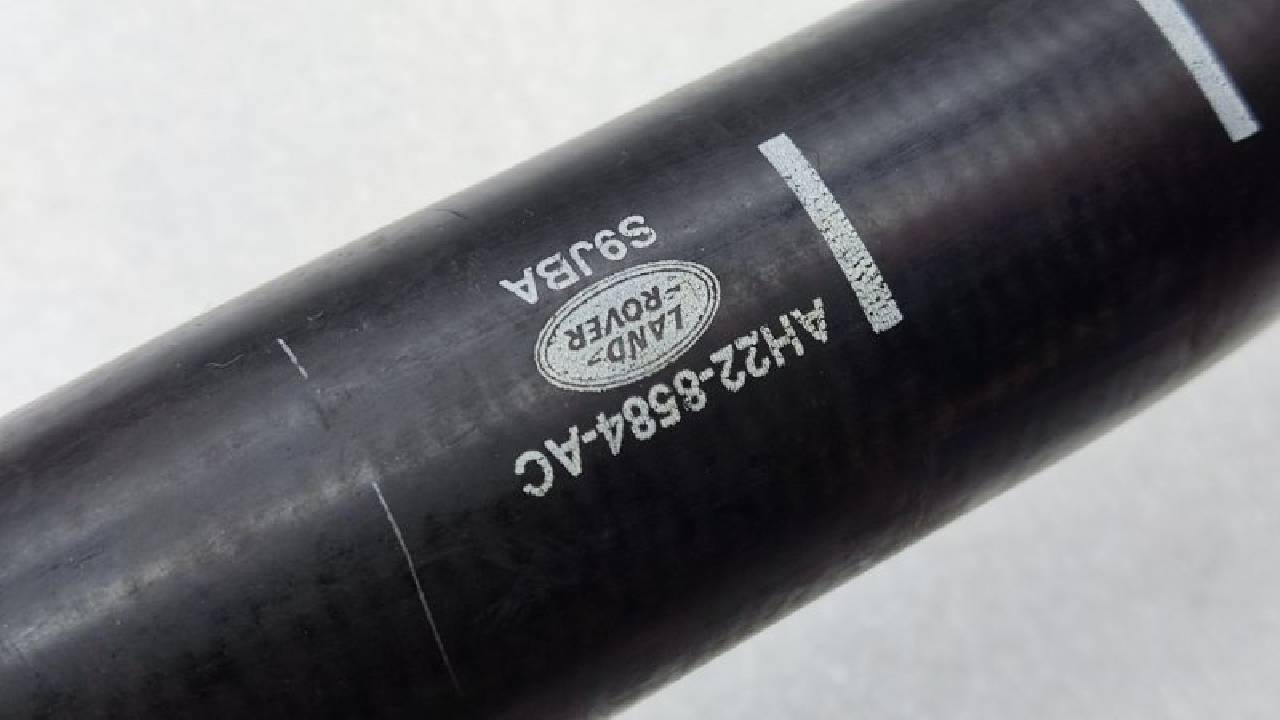 AH22-8584-AC
LAND
ROVER
S9JBA